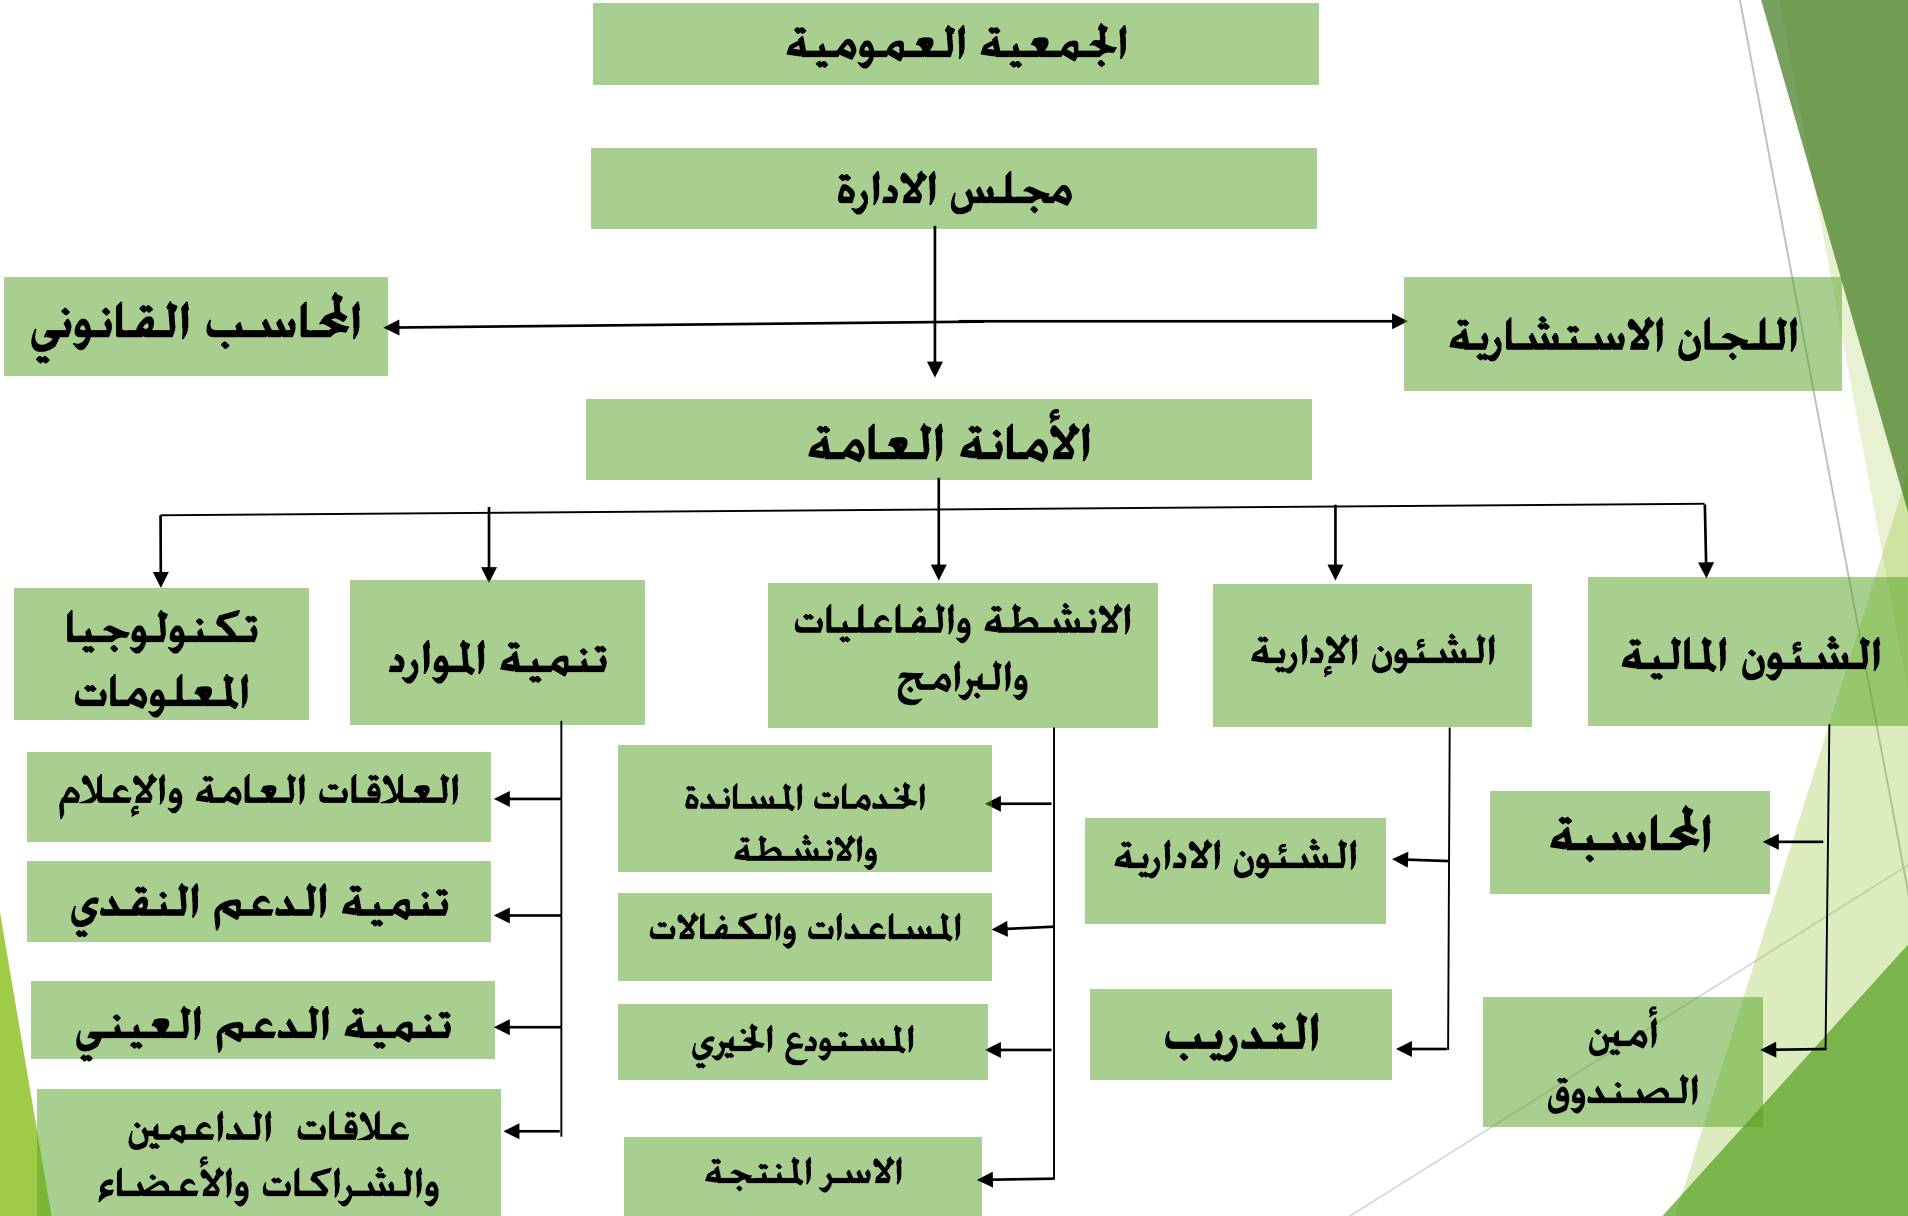 الجمعية العمومية
مجلس الادارة
اللجان الاستشارية
المحاسب القانوني
الأمانة العامة
الشئون المالية
الشئون الإدارية
الانشطة والفاعليات
والبرامج
تنمية الموارد
تكنولوجيا
المعلومات
المحاسبة
أمين
الصندوق
الشئون الادارية
التدريب
الخدمات المساندة
والانشطة
المساعدات والكفالات
المستودع الخيري
الاسر المنتجة
العلاقات العامة والإعلام
تنمية الدعم النقدي
تنمية الدعم العيني
علاقات الداعمين
والشراكات والأعضاء